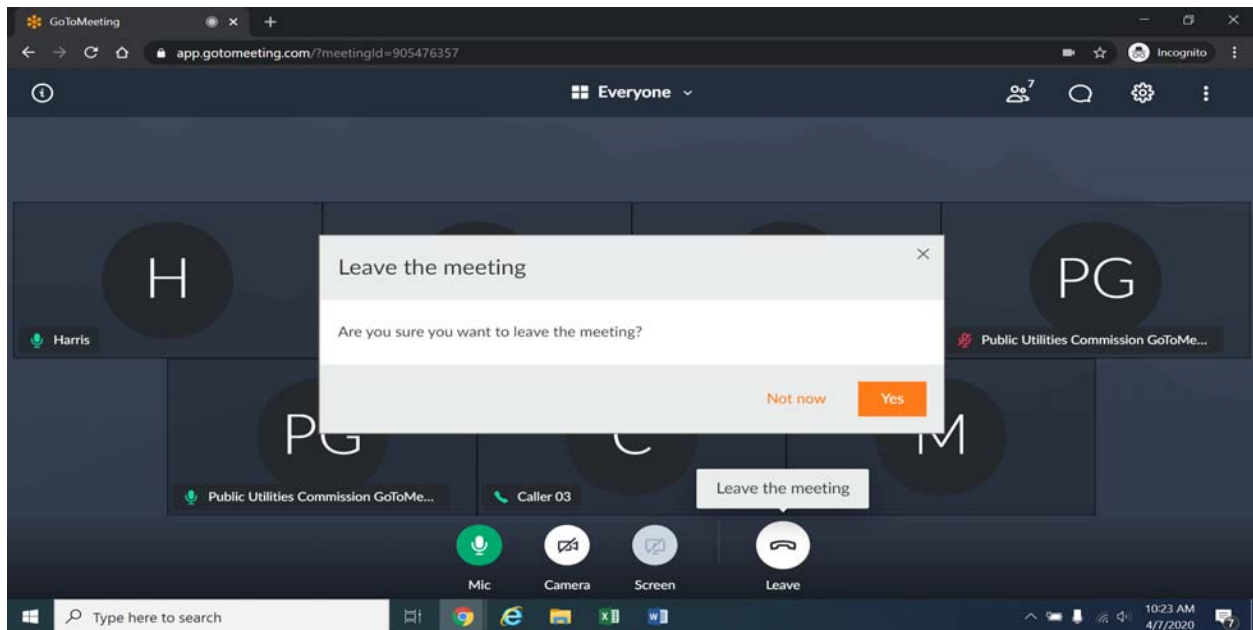 GoToMeeting
app.gotomeeting.com/?meetingId=905476357
Incognito
Everyone
7
H
PG
Harris
Public Utilities Commission GoToMe...
Leave the meeting
Are you sure you want to leave the meeting?
Not now
Yes
PG
C
M
Public Utilities Commission GoToMe...
Caller 03
Leave the meeting
Mic
Camera
Screen
Leave
Type here to search
10:23 AM
4/7/2020
7